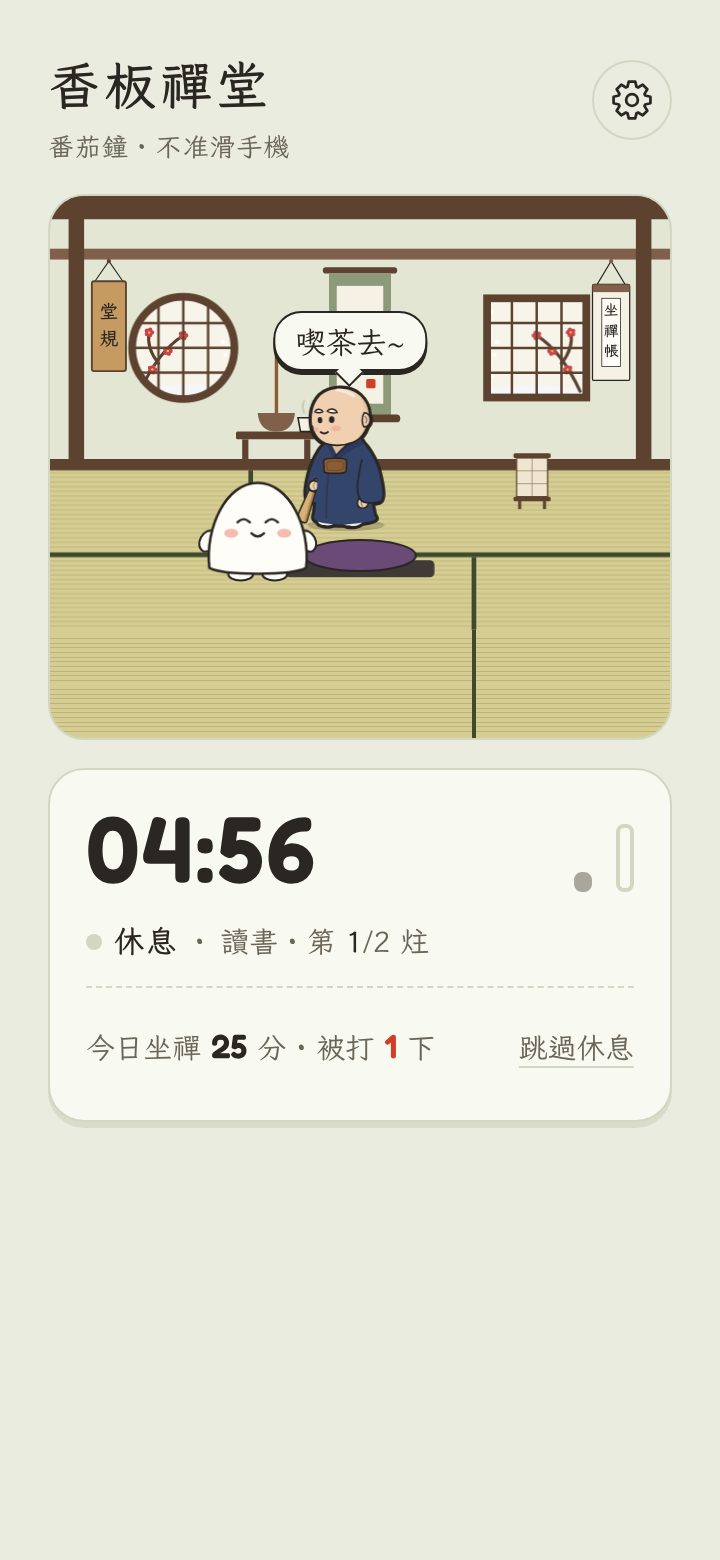 香板禪堂
番茄鐘・不准滑手機
堂規
坐禪帳
喫茶去~
04:56
休息 ・ 讀書・第 1/2 炷
今日坐禪 25 分・被打 1 下
跳過休息